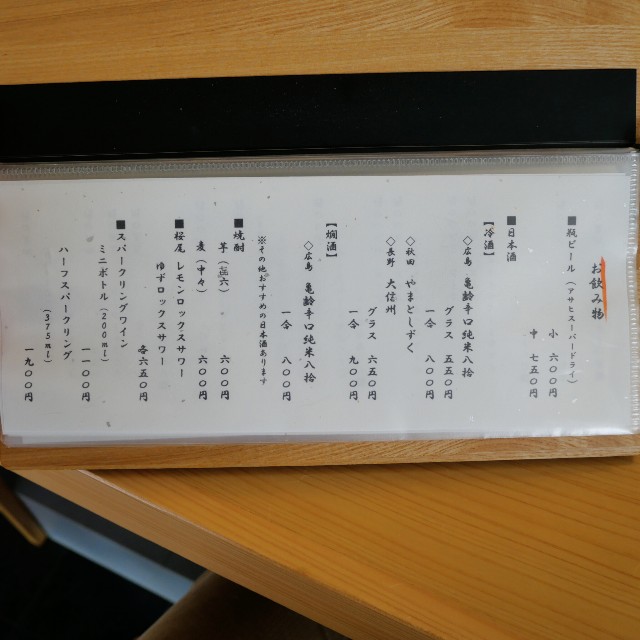 お飲み物
■瓶ビール（アサヒスーパードライ）
小　六〇〇円
中　七五〇円
■日本酒
【冷酒】
◇広島　亀齢辛口純米八拾
グラス　五五〇円
一合　八〇〇円
◇秋田　やまとしずく
◇長野　大信州
グラス　六五〇円
一合　九〇〇円
【燗酒】
◇広島　亀齢辛口純米八拾
一合　八〇〇円
※その他おすすめの日本酒あります
■焼酎
芋（㐂六）　六〇〇円
麦（中々）　六〇〇円
■桜尾　レモンロックスサワー
ゆずロックスサワー
各六五〇円
■スパークリングワイン
ミニボトル（200ml）
一一〇〇円
ハーフスパークリング
（375ml）
一九〇〇円